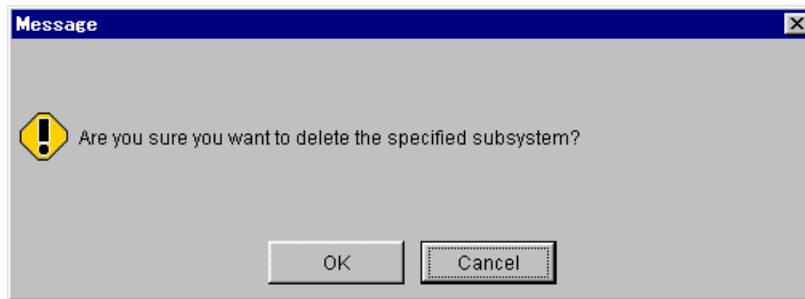 Message
Are you sure you want to delete the specified subsystem?
OK
Cancel